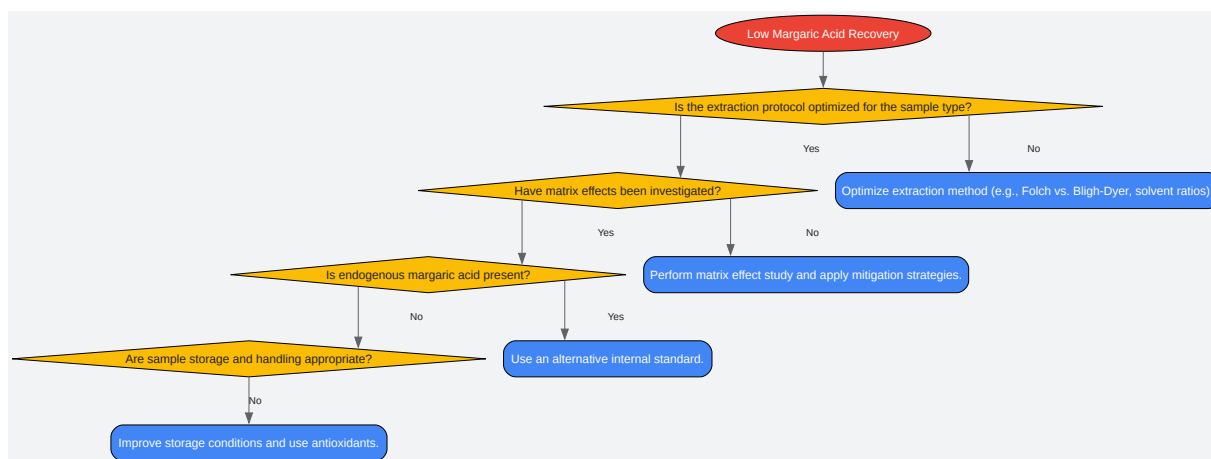 Low Margaric Acid Recovery
Is the extraction protocol optimized for the sample type?
Yes
No
Have matrix effects been investigated?
Optimize extraction method (e.g., Folch vs. Bligh-Dyer, solvent ratios)
Yes
No
Is endogenous margaric acid present?
Perform matrix effect study and apply mitigation strategies.
No
Yes
Are sample storage and handling appropriate?
Use an alternative internal standard.
No
Improve storage conditions and use antioxidants.